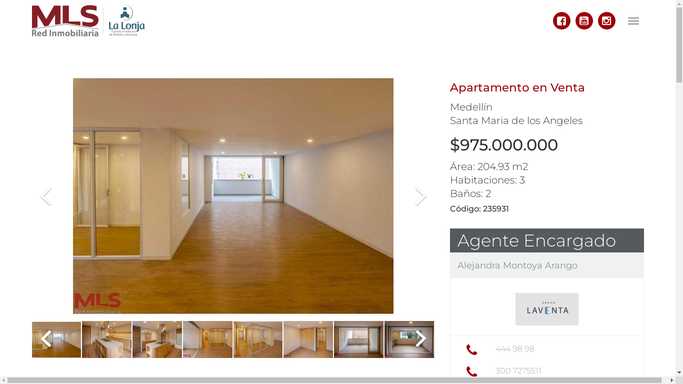 MLS
Red Inmobiliaria
La Lonja
Apartamento en Venta
Medellín
Santa Maria de los Angeles
$975.000.000
Área: 204.93 m2
Habitaciones: 3
Baños: 2
Código: 235931
MLS
Agente Encargado
Alejandra Montoya Arango
LAVENTA
444 98 98
300 7275511